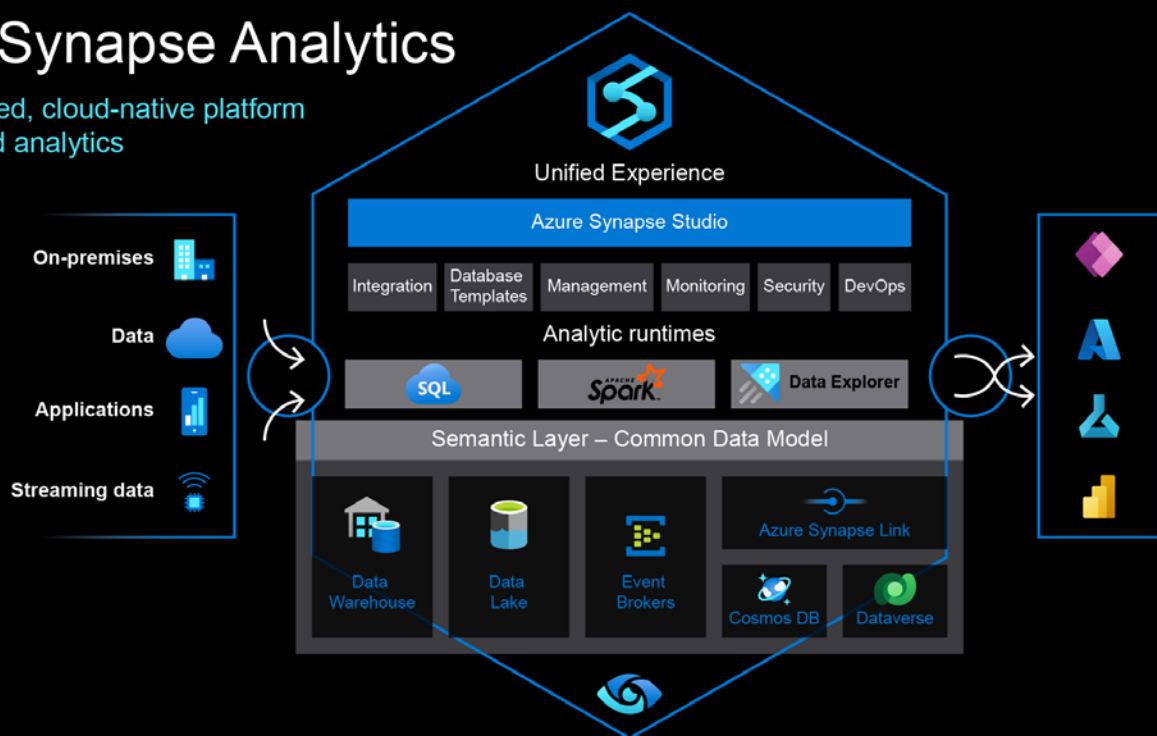 Synapse Analytics
ed, cloud-native platform
d analytics
On-premises
Data
Applications
Streaming data
Unified Experience
Azure Synapse Studio
Integration
Database
Templates
Management
Monitoring
Security
DevOps
Analytic runtimes
SQL
APACHE
Spark
Data Explorer
Semantic Layer – Common Data Model
Data
Warehouse
Data
Lake
Event
Brokers
Azure Synapse Link
Cosmos DB
Dataverse